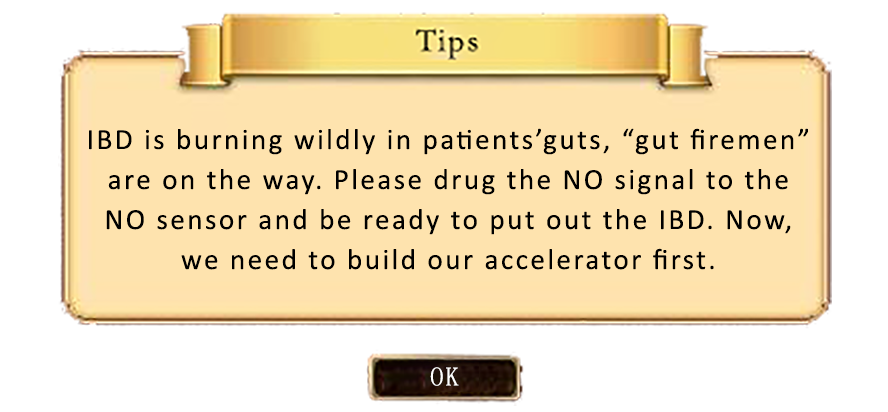 Tips
IBD is burning wildly in patients’guts, “gut firemen”
are on the way. Please drug the NO signal to the
NO sensor and be ready to put out the IBD. Now,
we need to build our accelerator first.
OK